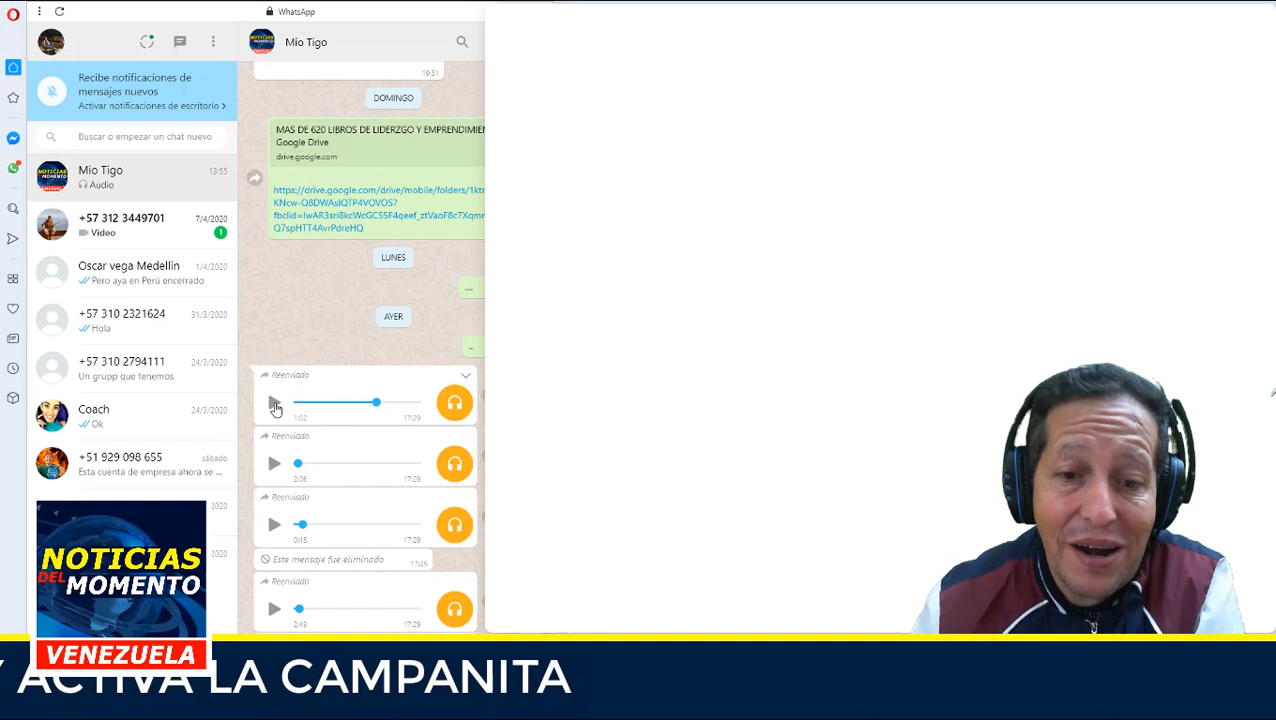 WhatsApp
Mio Tigo
19:31
Recibe notificaciones de
mensajes nuevos
Activar notificaciones de escritorio >
Buscar o empezar un chat nuevo
Mio Tigo
13:55
Audio
+57 312 3449701
7/4/2020
Video
1
Oscar vega Medellin
1/4/2020
Pero aya en Perú encerrado
+57 310 2321624
31/3/2020
Hola
+57 310 2794111
24/3/2020
Un grupp que tenemos
Coach
24/3/2020
Ok
+51 929 098 655
sábado
Esta cuenta de empresa ahora se ...
2020
2020
DOMINGO
MAS DE 620 LIBROS DE LIDERZGO Y EMPRENDIMIEN
Google Drive
drive.google.com
https://drive.google.com/drive/mobile/folders/1ktr
KNcw-Q8DWAsIQTP4VOVOS?
fbclid=IwAR3sri8kcWcGC55F4qeef_ztVaoF8c7Xqmr
Q7spHTT4AvrPdreHQ
LUNES
....
AYER
..
Reenviado
1:02
17:29
Reenviado
2:06
17:29
Reenviado
0:45
17:29
Este mensaje fue eliminado
17:29
Reenviado
2:49
17:29
NOTICIAS
DEL MOMENTO
VENEZUELA
Y ACTIVA LA CAMPANITA